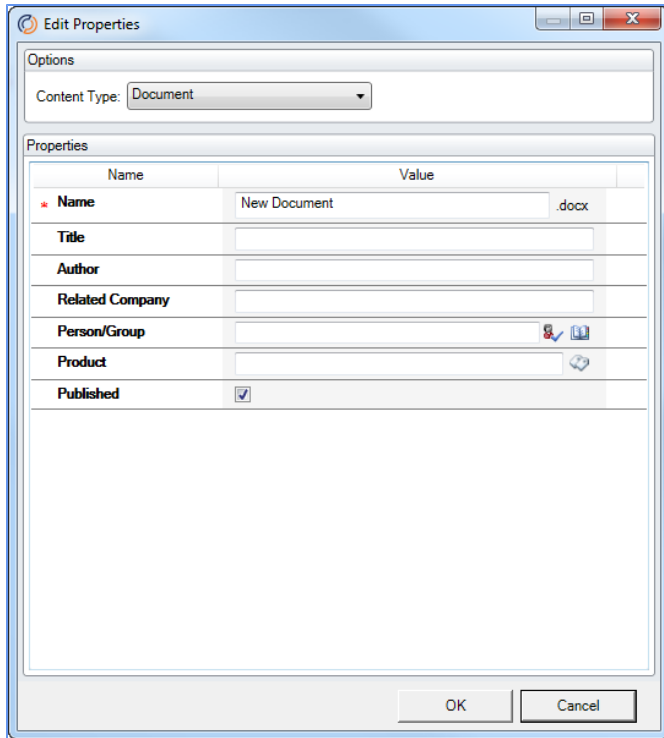 Edit Properties
Options
Content Type: Document
Properties
Name Value
* Name New Document .docx
Title
Author
Related Company
Person/Group
Product
Published
OK Cancel